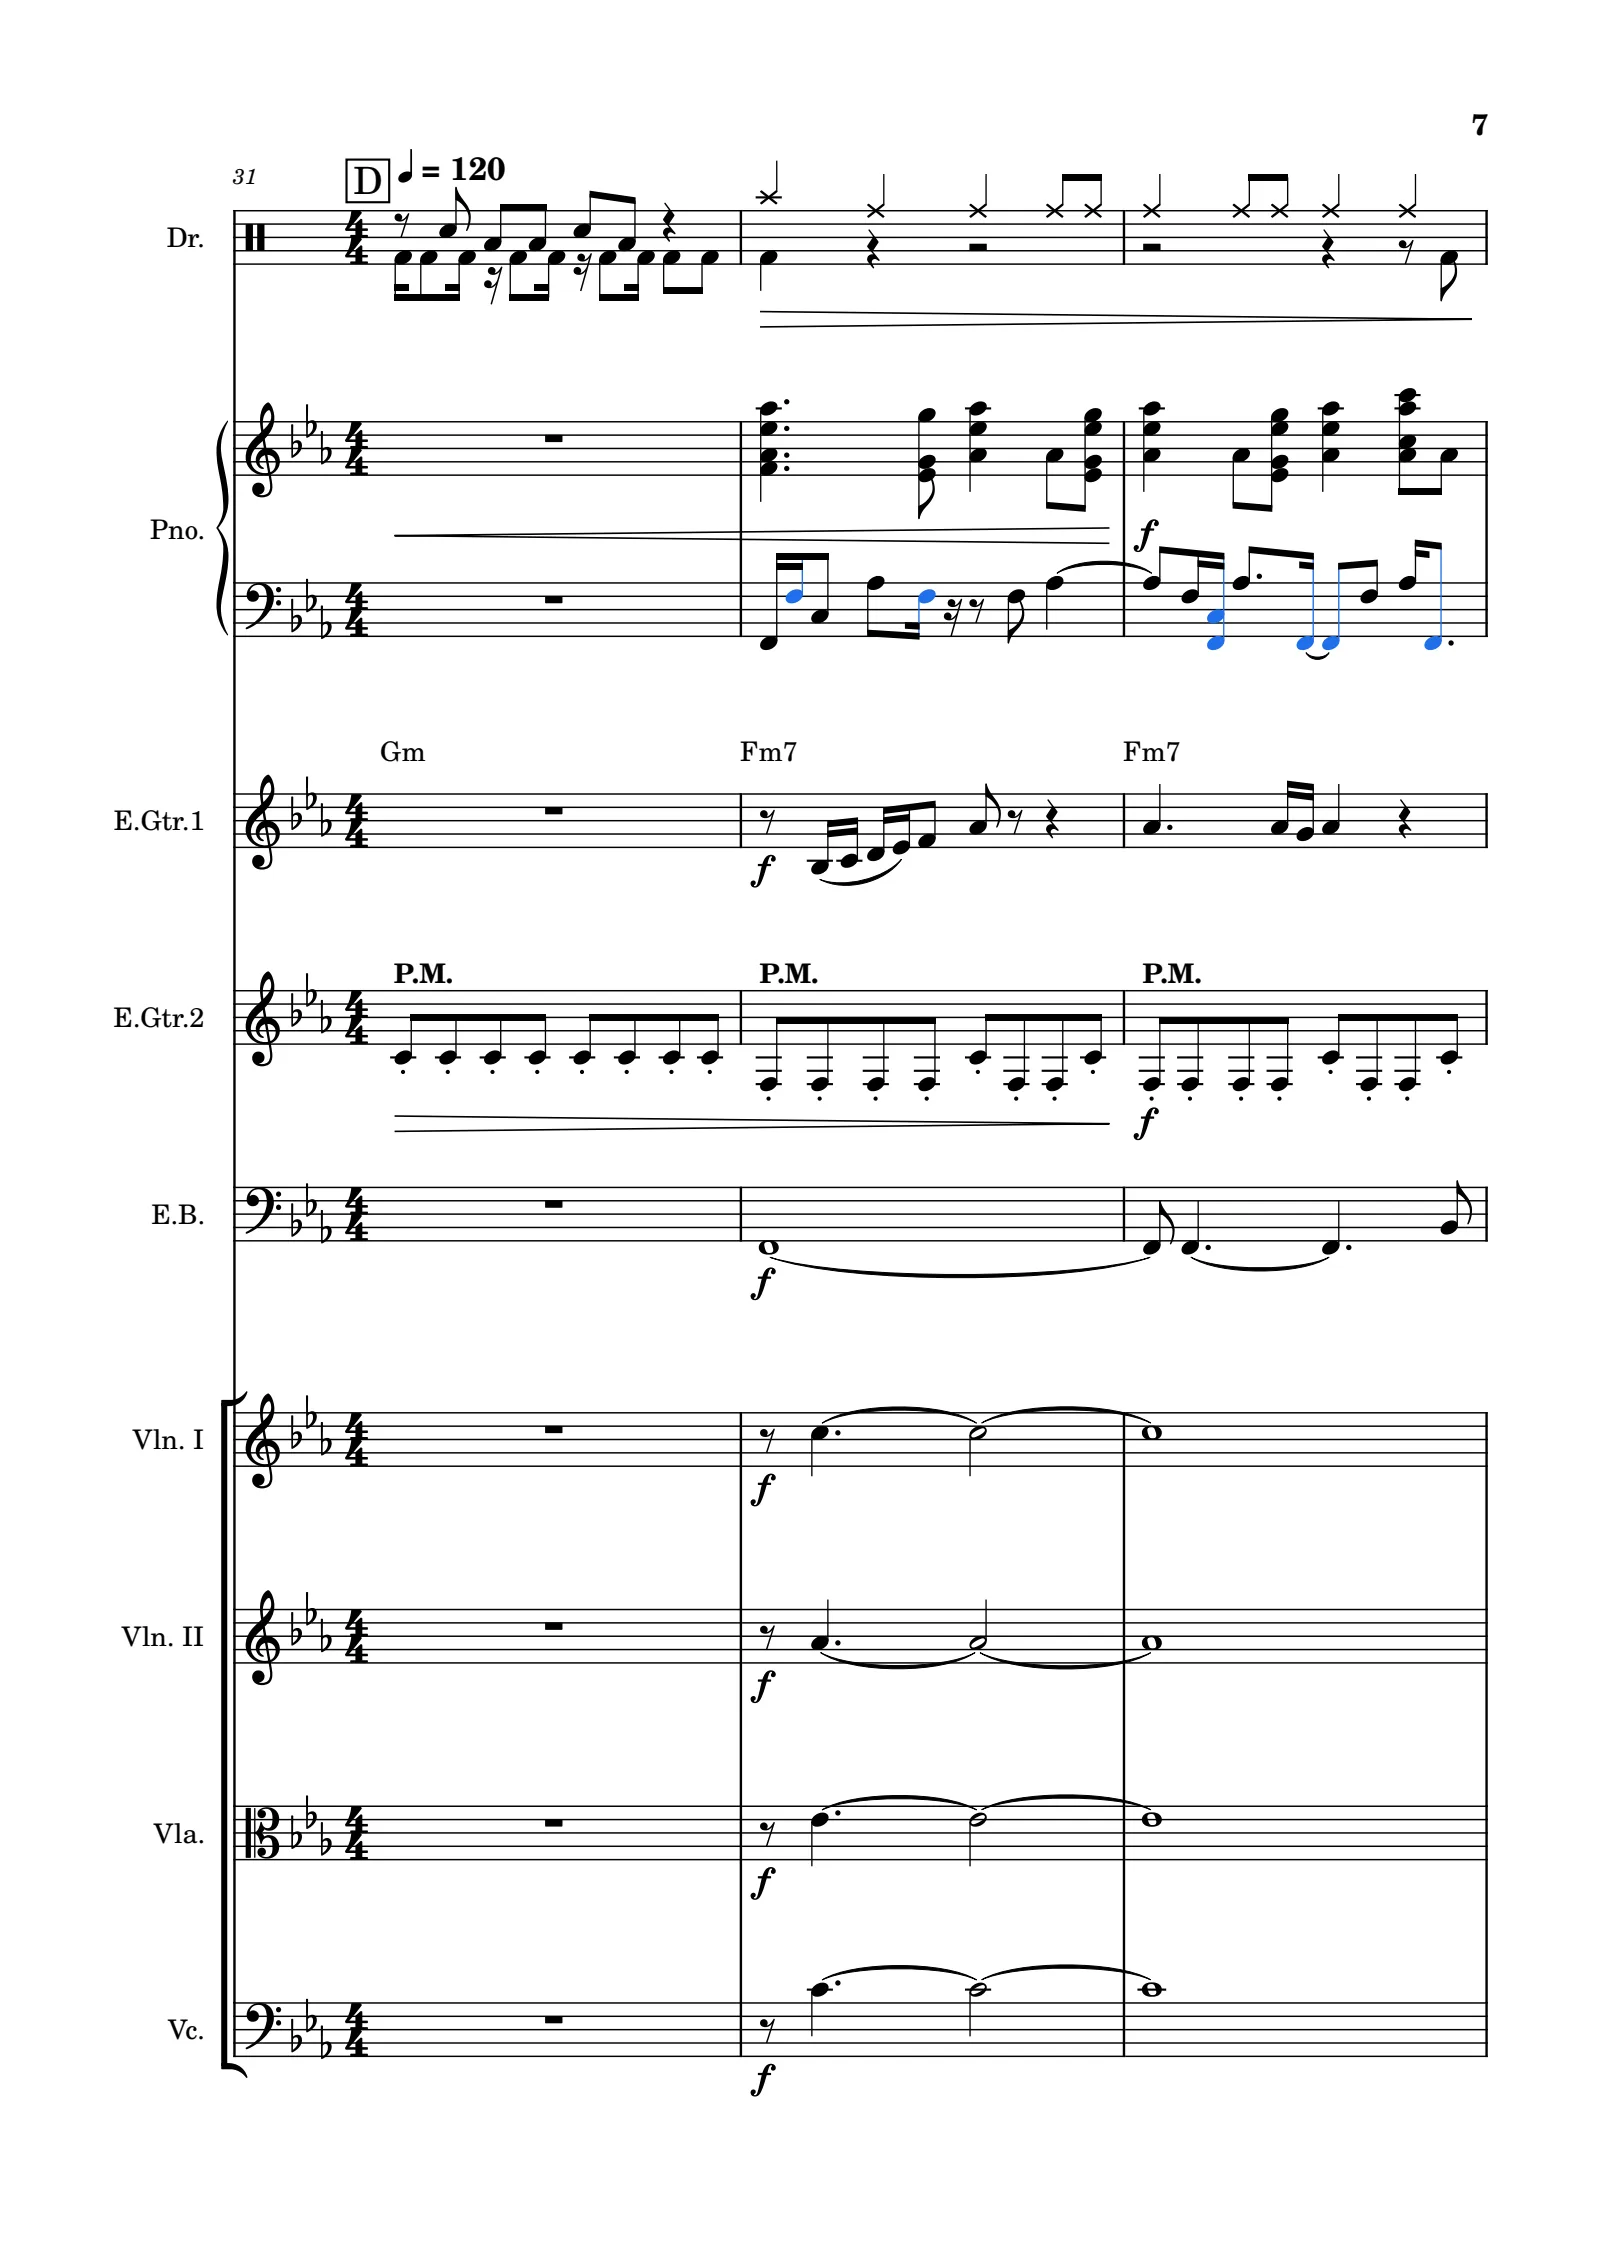 7
31
D ♩ = 120
Dr.
Pno.
f
Gm Fm7 Fm7
E.Gtr.1
f
P.M. P.M. P.M.
E.Gtr.2
f
E.B.
f
Vln. I
f
Vln. II
f
Vla.
f
Vc.
f